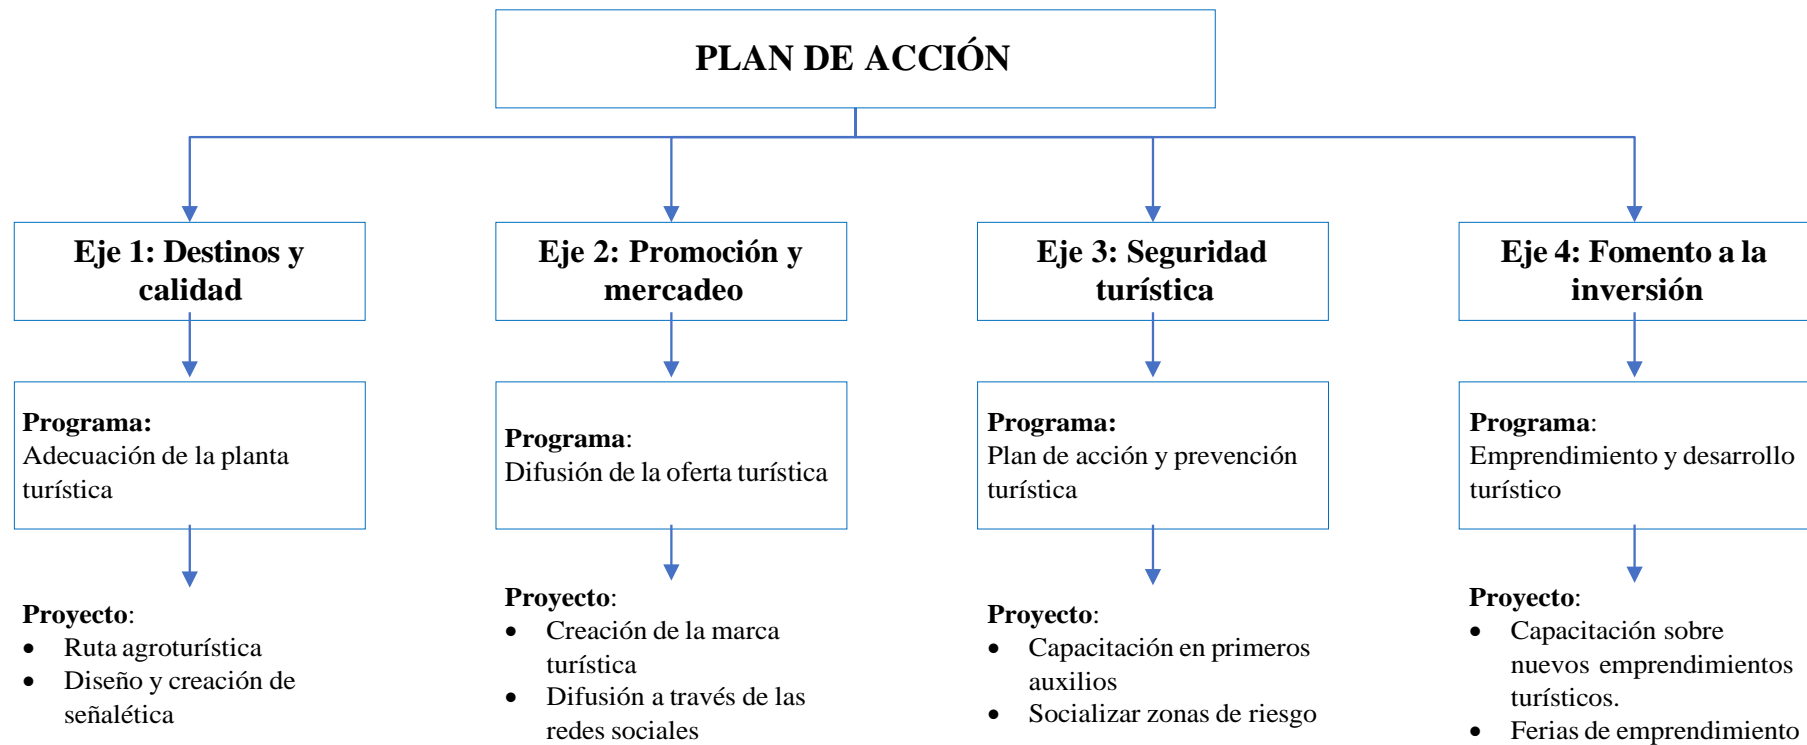 PLAN DE ACCIÓN
Eje 1: Destinos y
calidad
Eje 2: Promoción y
mercadeo
Eje 3: Seguridad
turística
Eje 4: Fomento a la
inversión
Programa:
Adecuación de la planta
turística
Programa:
Difusión de la oferta turística
Programa:
Plan de acción y prevención
turística
Programa:
Emprendimiento y desarrollo
turístico
Proyecto:
• Ruta agroturística
• Diseño y creación de
señalética
Proyecto:
• Creación de la marca
turística
• Difusión a través de las
redes sociales
Proyecto:
• Capacitación en primeros
auxilios
• Socializar zonas de riesgo
Proyecto:
• Capacitación sobre
nuevos emprendimientos
turísticos.
• Ferias de emprendimiento